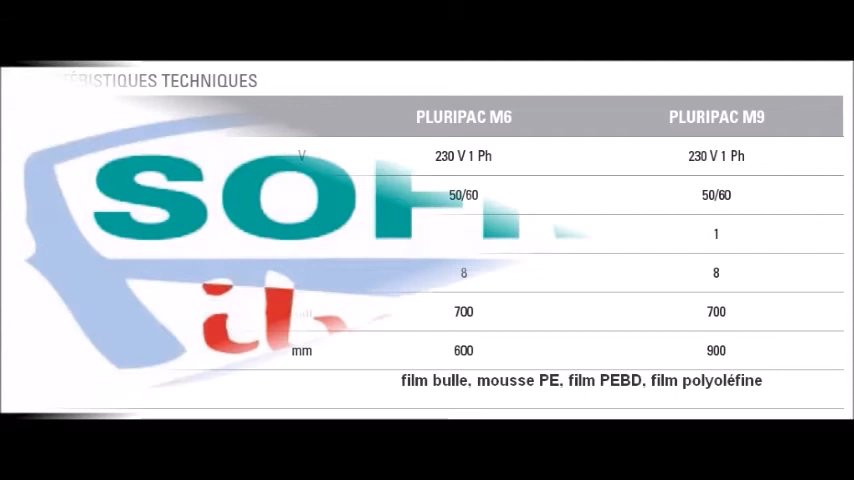 TÉRISTIQUES TECHNIQUES
PLURIPAC M6 PLURIPAC M9
V 230 V 1 Ph 230 V 1 Ph
50/60 50/60
1
8 8
700 700
mm 600 900
film bulle, mousse PE, film PEBD, film polyoléfine